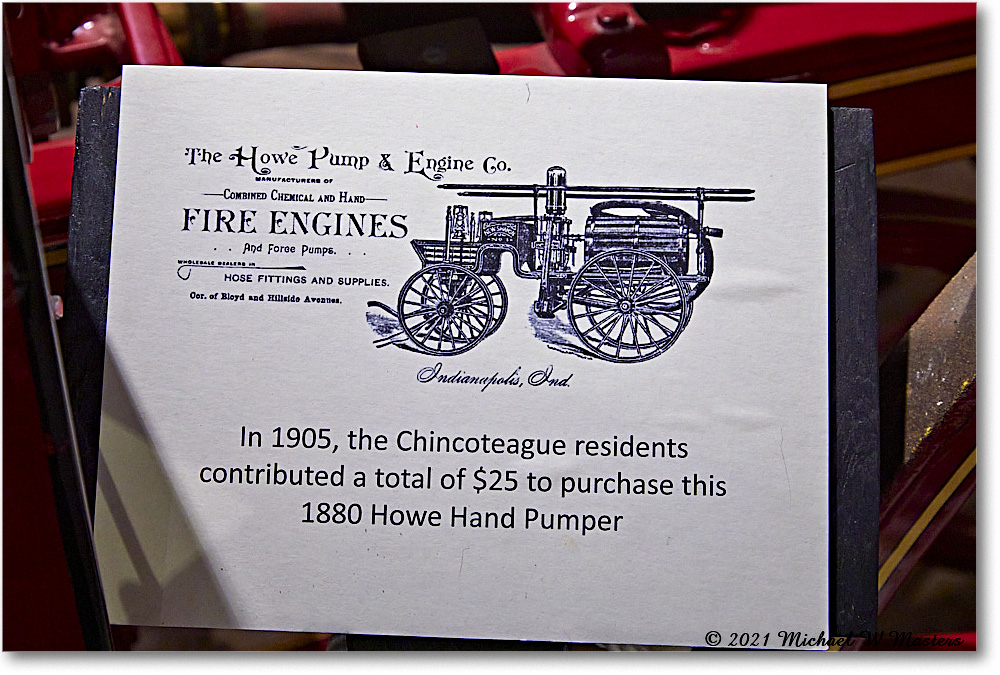 The Howe Pump & Engine Co.
MANUFACTURERS OF
COMBINED CHEMICAL AND HAND
FIRE ENGINES
And Force Pumps.
WHOLESALE DEALERS IN
HOSE FITTINGS AND SUPPLIES.
Cor. of Bloyd and Hillside Avenues.
Indianapolis, Ind.
In 1905, the Chincoteague residents
contributed a total of $25 to purchase this
1880 Howe Hand Pumper
© 2021 Michael W Masters